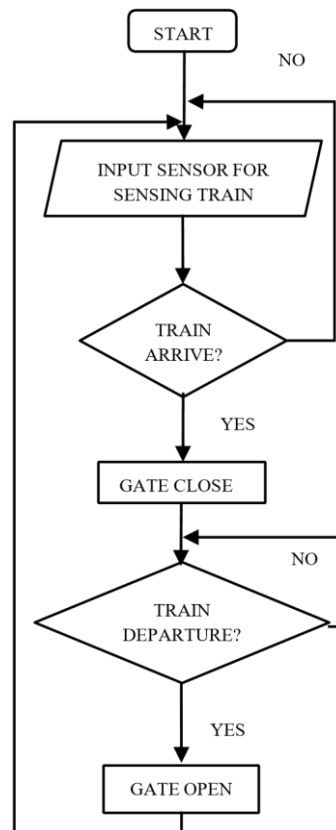 START
NO
INPUT SENSOR FOR
SENSING TRAIN
TRAIN
ARRIVE?
YES
GATE CLOSE
NO
TRAIN
DEPARTURE?
YES
GATE OPEN